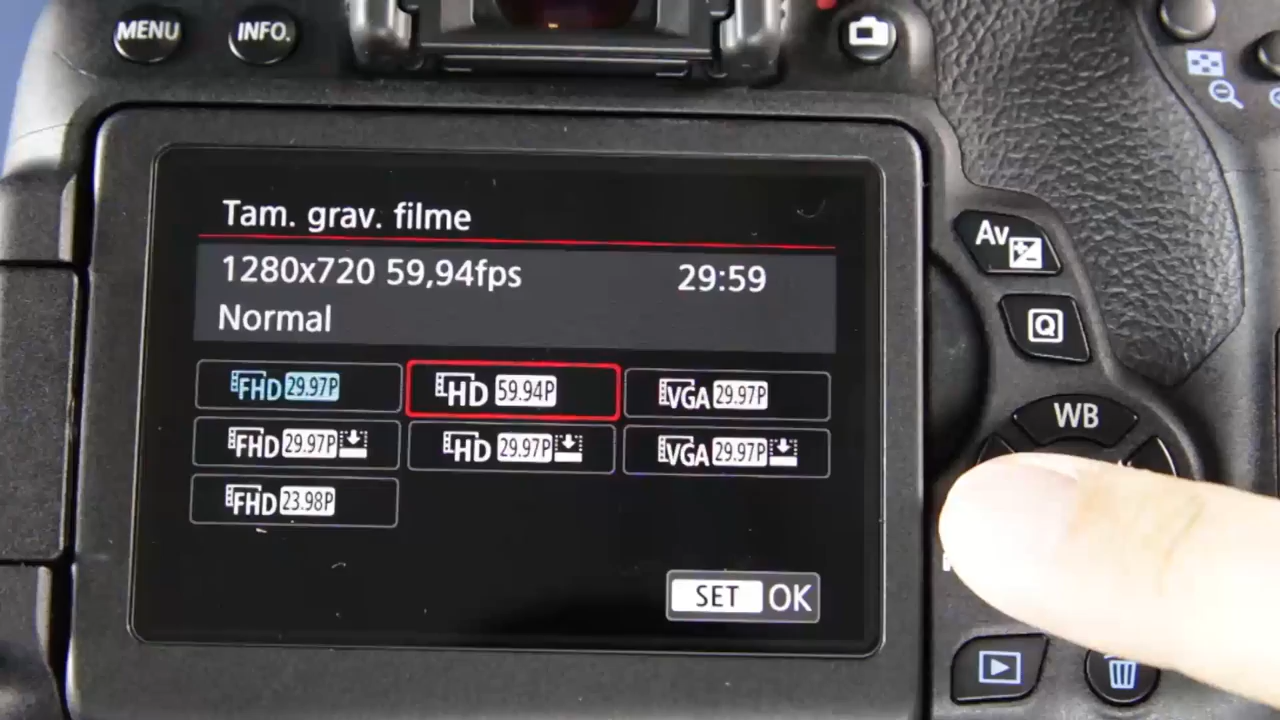 MENU
INFO.
Tam. grav. filme
1280x720 59,94fps 29:59
Normal
FHD 29.97P HD 59.94P VGA 29.97P
FHD 29.97P HD 29.97P VGA 29.97P
FHD 23.98P
SET OK
Av
Q
WB